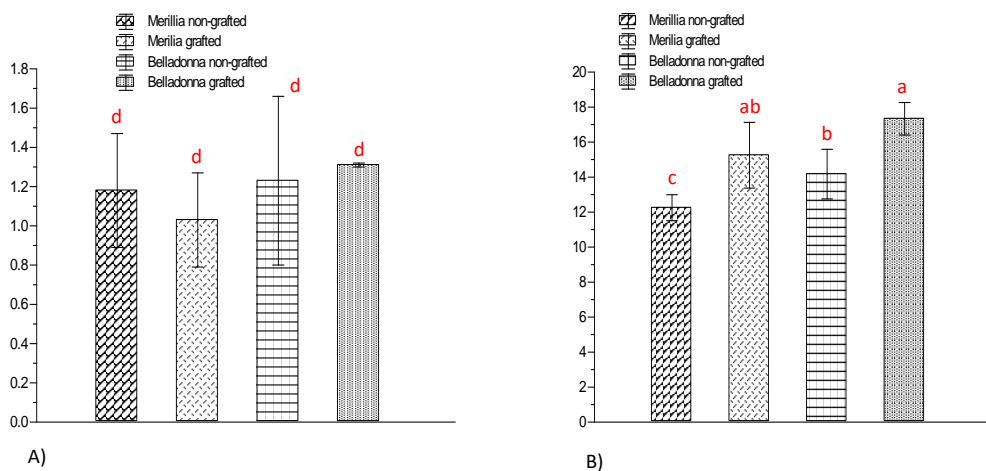 Merillia non-grafted
Merilia grafted
Belladonna non-grafted
Belladonna grafted
1.8
1.6
1.4
1.2
1.0
0.8
0.6
0.4
0.2
0.0
d
d
d
d
A)
Merillia non-grafted
Merilia grafted
Belladonna non-grafted
Belladonna grafted
20
18
16
14
12
10
8
6
4
2
0
c
ab
b
a
B)